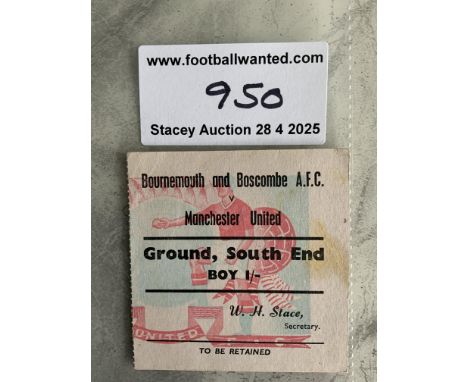 www.footballwanted.com
950
Stacey Auction 28 4 2025
Bournemouth and Boscombe A.F.C.
v
Manchester United
Ground, South End
BOY 1/-
W. H. Stace,
Secretary.
UNITED F A C
TO BE RETAINED